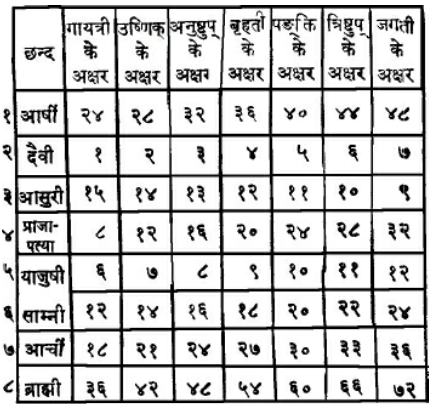 छन्द गायत्री के अक्षर उष्णिक् के अक्षर अनुष्टुप् के अक्षर बृहती के अक्षर पङ्क्ति के अक्षर त्रिष्टुप् के अक्षर जगती के अक्षर
१ आर्षी २४ २८ ३२ ३६ ४० ४४ ४८
२ दैवी १ २ ३ ४ ५ ६ ७
३ आसुरी १५ १४ १३ १२ ११ १० ९
४ प्राजा-पत्या ८ १२ १६ २० २४ २८ ३२
५ याजुषी ६ ७ ८ ९ १० ११ १२
६ साम्नी १२ १४ १६ १८ २० २२ २४
७ आर्ची १८ २१ २४ २७ ३० ३३ ३६
८ ब्राह्मी ३६ ४२ ४८ ५४ ६० ६६ ७२